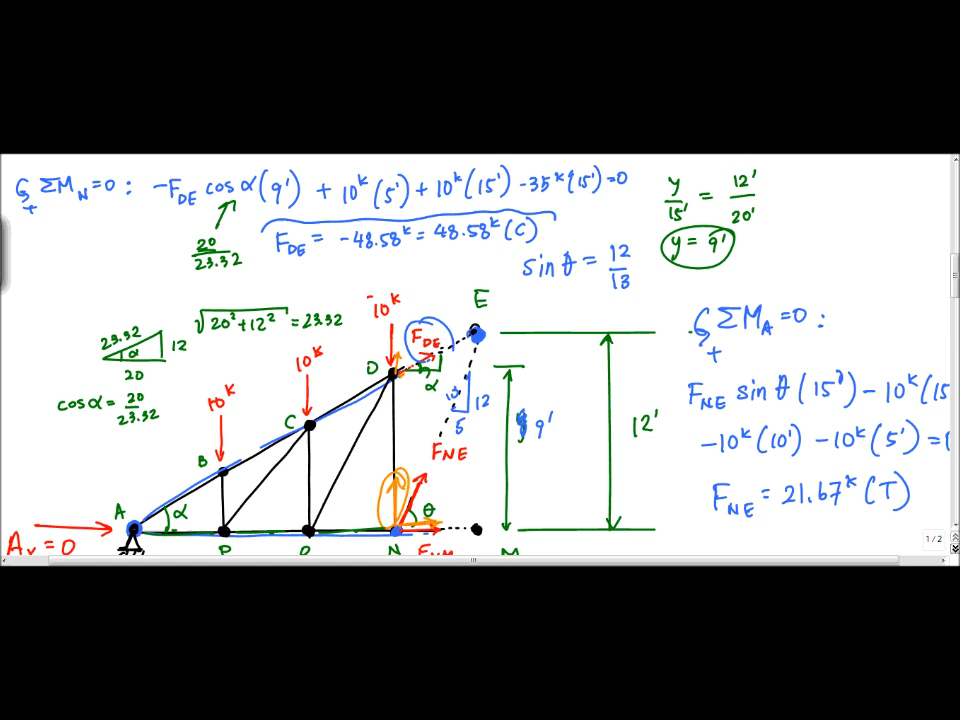 ΣM_N = 0 : -F_DE cos α (9') + 10^k (5') + 10^k (15') - 35^k (15') = 0
+
20/23.32
F_DE = -48.58^k = 48.58^k (C)
sin θ = 12/13
y/15' = 12'/20'
y = 9'
√20²+12² = 23.32
23.32
α
12
20
cos α = 20/23.32
10^k
10^k
10^k
E
F_DE
D
α
C
B
A
α
12
5
F_NE
θ
9'
12'
A_x = 0
N
ΣM_A = 0 :
+
F_NE sin θ (15') - 10^k (15
-10^k (10') - 10^k (5') =
F_NE = 21.67^k (T)
1 / 2